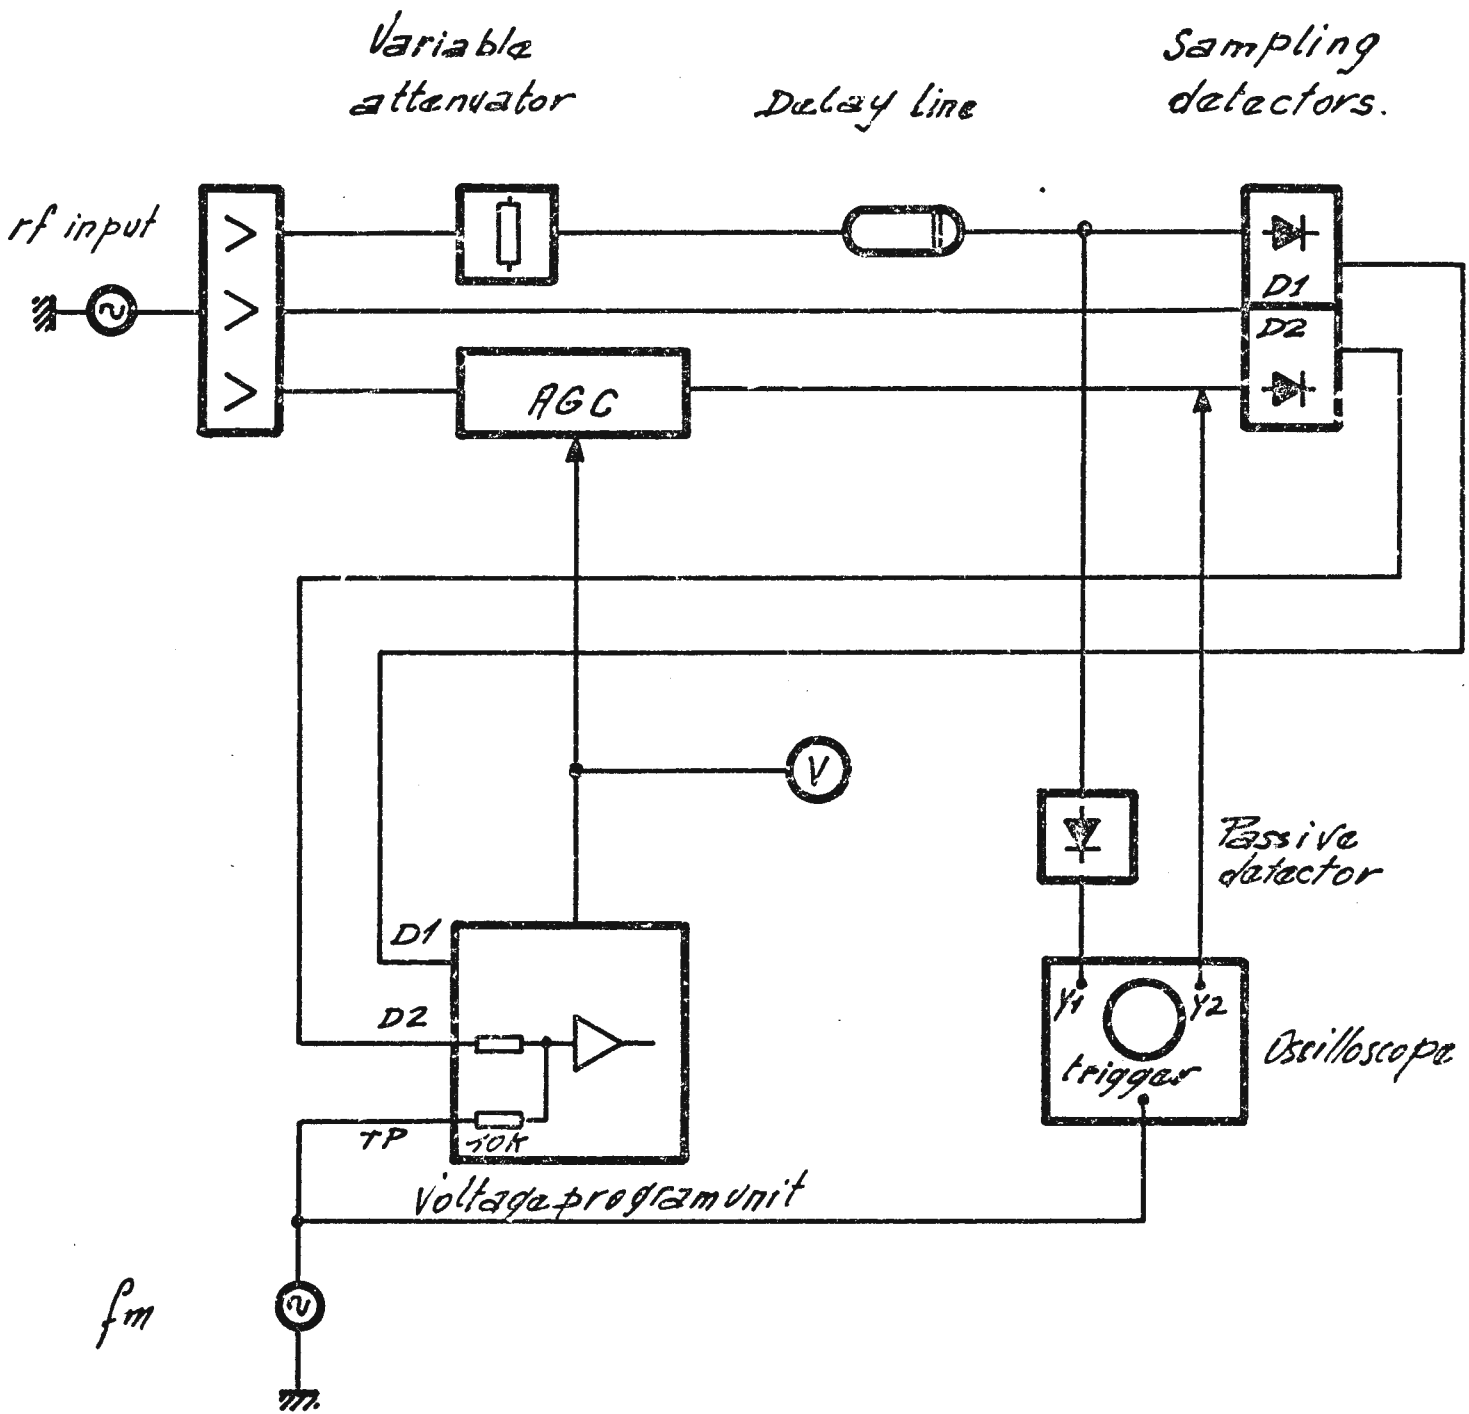 Variable
attenuator
Delay line
Sampling
detectors.
rf input
D1
D2
AGC
V
Passive
detector
D1
D2
Y1
Y2
trigger
Oscilloscope
TP
10K
Voltage program unit
fm